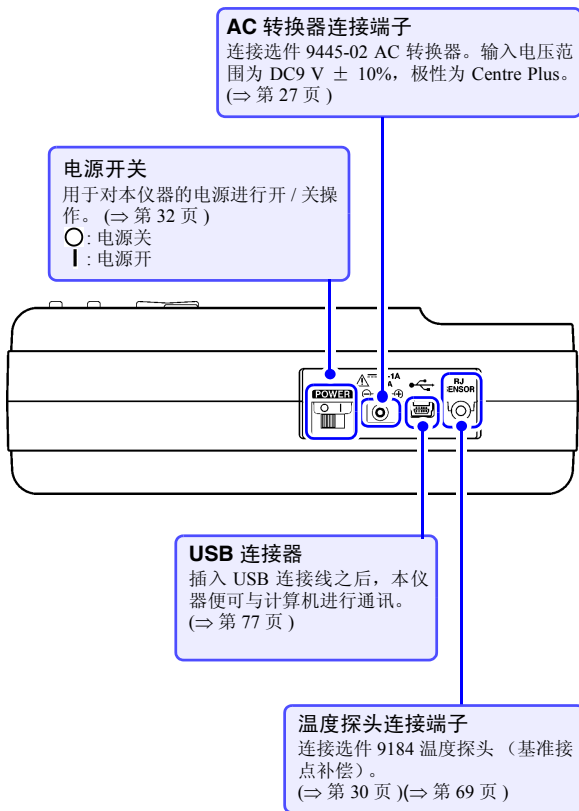 AC 转换器连接端子
连接选件 9445-02 AC 转换器。输入电压范
围为 DC9 V ± 10%，极性为 Centre Plus。
(⇒ 第 27 页 )
电源开关
用于对本仪器的电源进行开 / 关操
作。 (⇒ 第 32 页 )
○: 电源关
┃: 电源开
-1A
A
RJ
SENSOR
POWER
USB 连接器
插入 USB 连接线之后，本仪
器便可与计算机进行通讯。
(⇒ 第 77 页 )
温度探头连接端子
连接选件 9184 温度探头 （基准接
点补偿）。
(⇒ 第 30 页 )(⇒ 第 69 页 )